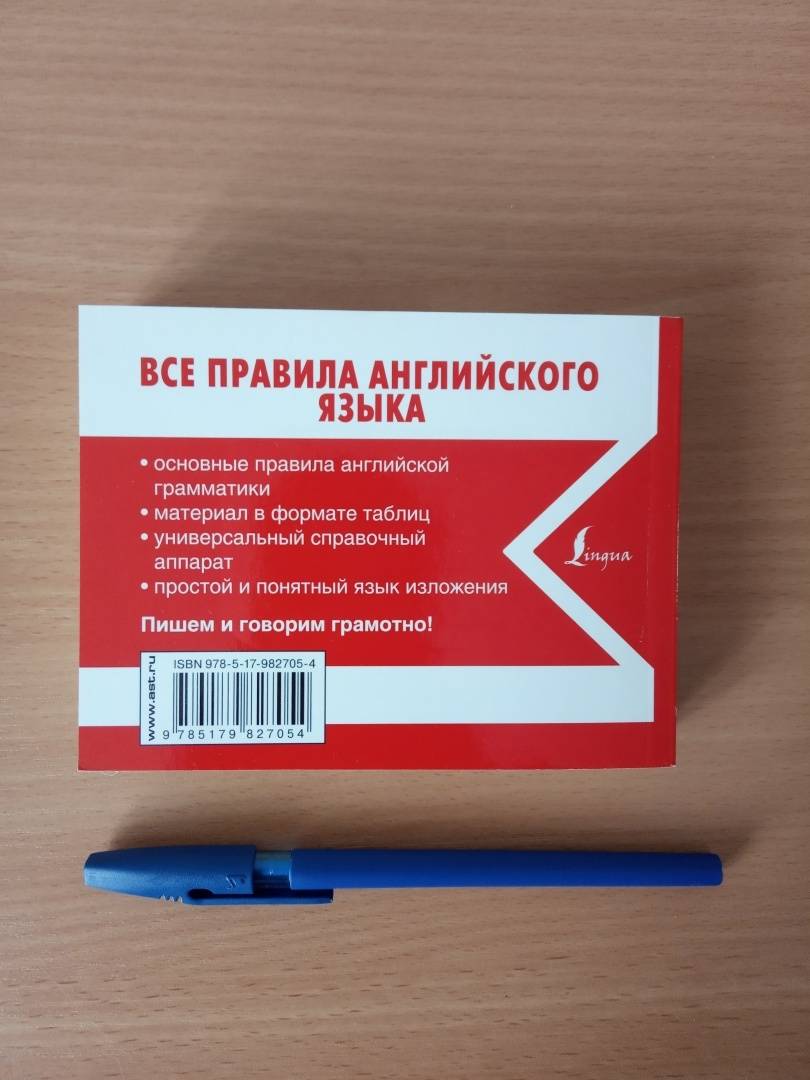 ВСЕ ПРАВИЛА АНГЛИЙСКОГО
ЯЗЫКА
• основные правила английской
грамматики
• материал в формате таблиц
• универсальный справочный
аппарат
• простой и понятный язык изложения
Lingua
Пишем и говорим грамотно!
www.ast.ru
ISBN 978-5-17-982705-4
9 785179 827054